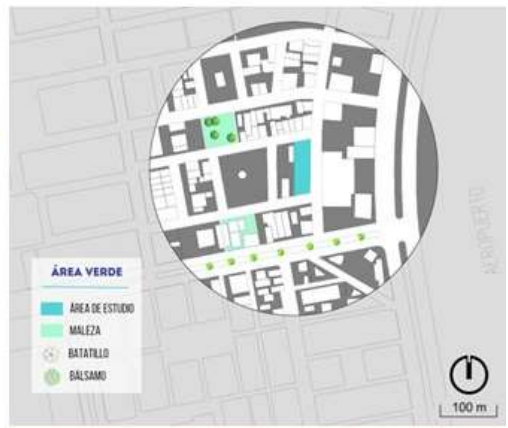 AEROPUERTO
ÁREA VERDE
ÁREA DE ESTUDIO
MALEZA
BATATILLO
BÁLSAMO
100 m